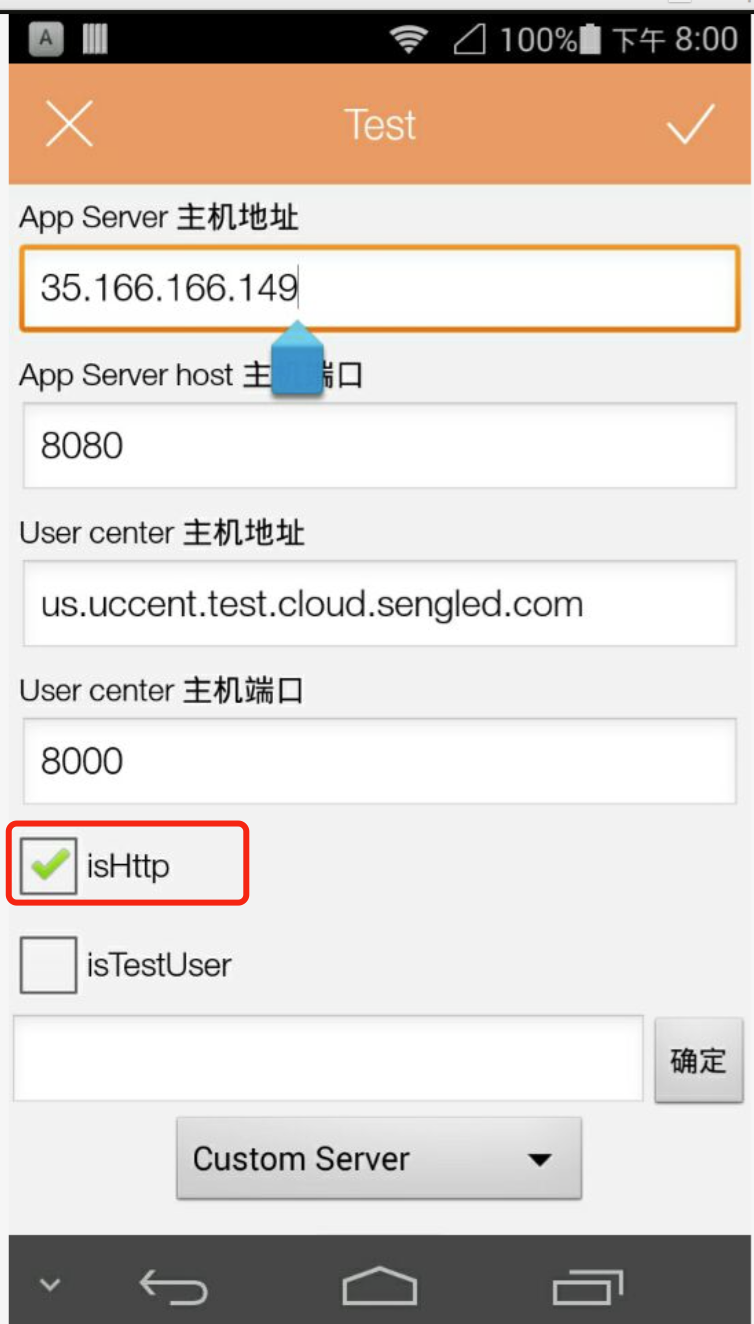 A
100% 下午 8:00
Test
App Server 主机地址
35.166.166.149
App Server host 主机端口
8080
User center 主机地址
us.uccent.test.cloud.sengled.com
User center 主机端口
8000
isHttp
isTestUser
确定
Custom Server